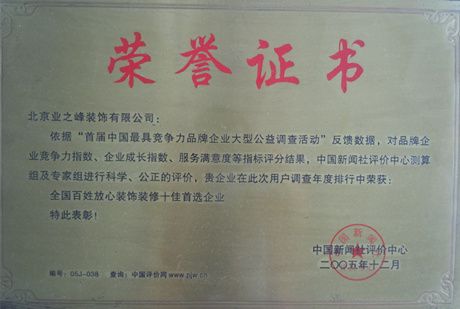 荣誉证书
北京业之峰装饰有限公司：
依据“首届中国最具竞争力品牌企业大型公益调查活动”反馈数据，对品牌企
业竞争力指数、企业成长指数、服务满意度等指标评分结果，中国新闻社评价中心测算
组及专家组进行科学、公正的评价，贵企业在此次用户调查年度排行中荣获：
全国百姓放心装饰装修十佳首选企业
特此表彰！
中国新闻社评价中心
二〇〇五年十二月
编号：05J-038 查询：中国评价网www.pjw.cn